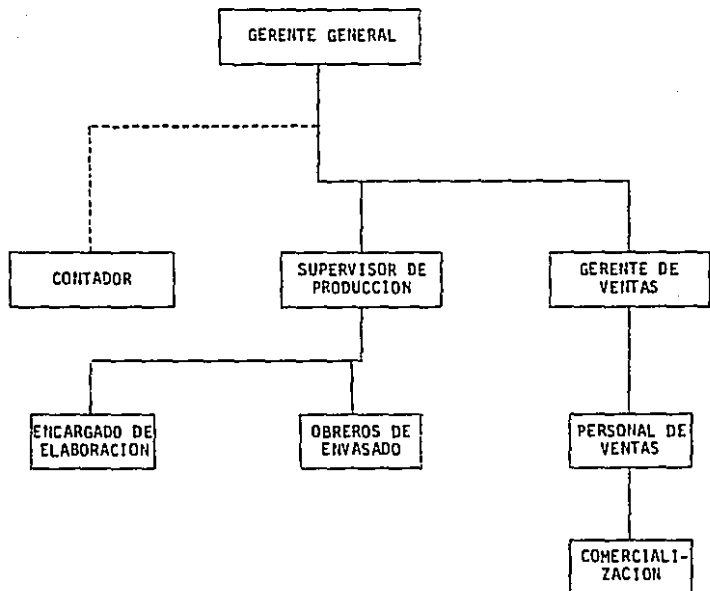 GERENTE GENERAL
CONTADOR
SUPERVISOR DE
PRODUCCION
GERENTE DE
VENTAS
ENCARGADO DE
ELABORACION
OBREROS DE
ENVASADO
PERSONAL DE
VENTAS
COMERCIALI-
ZACION